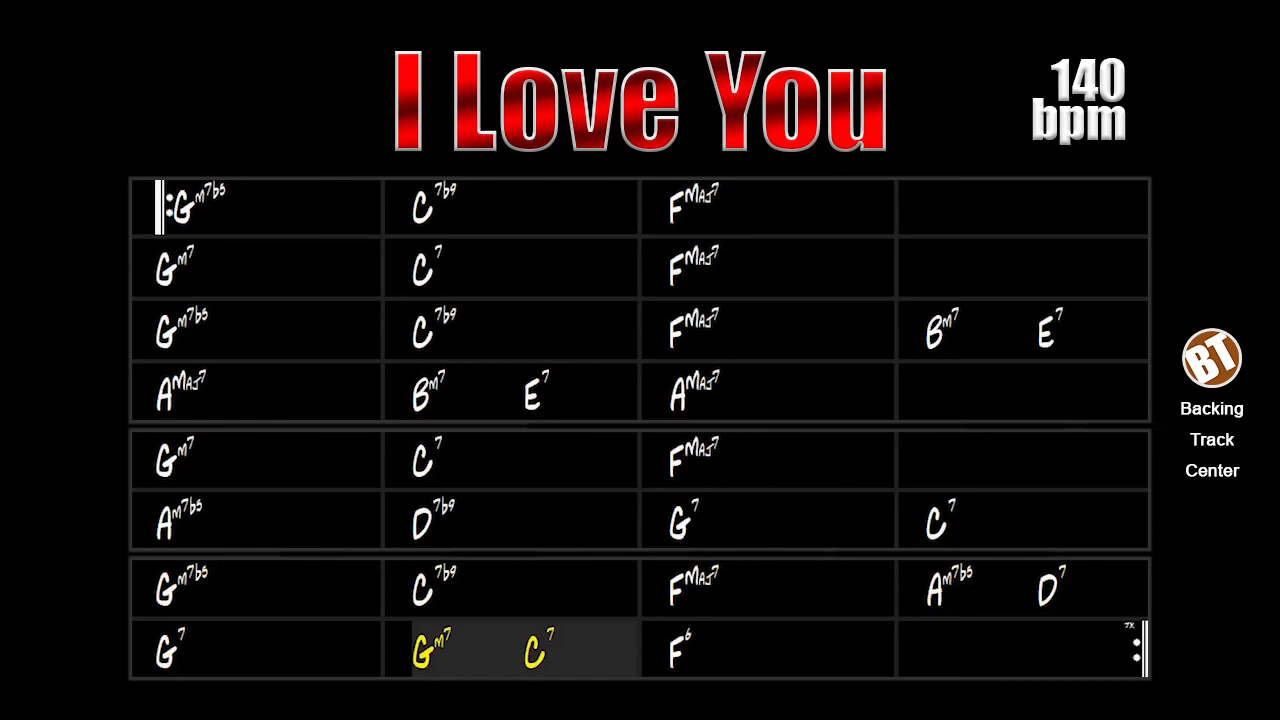 I Love You
140
bpm
Gm7b5 C7b9 FMAJ7
Gm7 C7 FMAJ7
Gm7b5 C7b9 FMAJ7 Bm7 E7
AMAJ7 Bm7 E7 AMAJ7
Gm7 C7 FMAJ7
Am7b5 D7b9 G7 C7
Gm7b5 C7b9 FMAJ7 Am7b5 D7
G7 Gm7 C7 F6 7x
BT
Backing
Track
Center